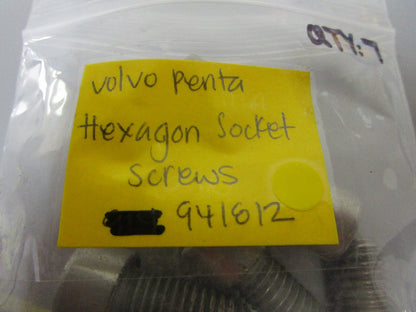 QTY:7
Volvo Penta
Hexagon Socket
Screws
941812